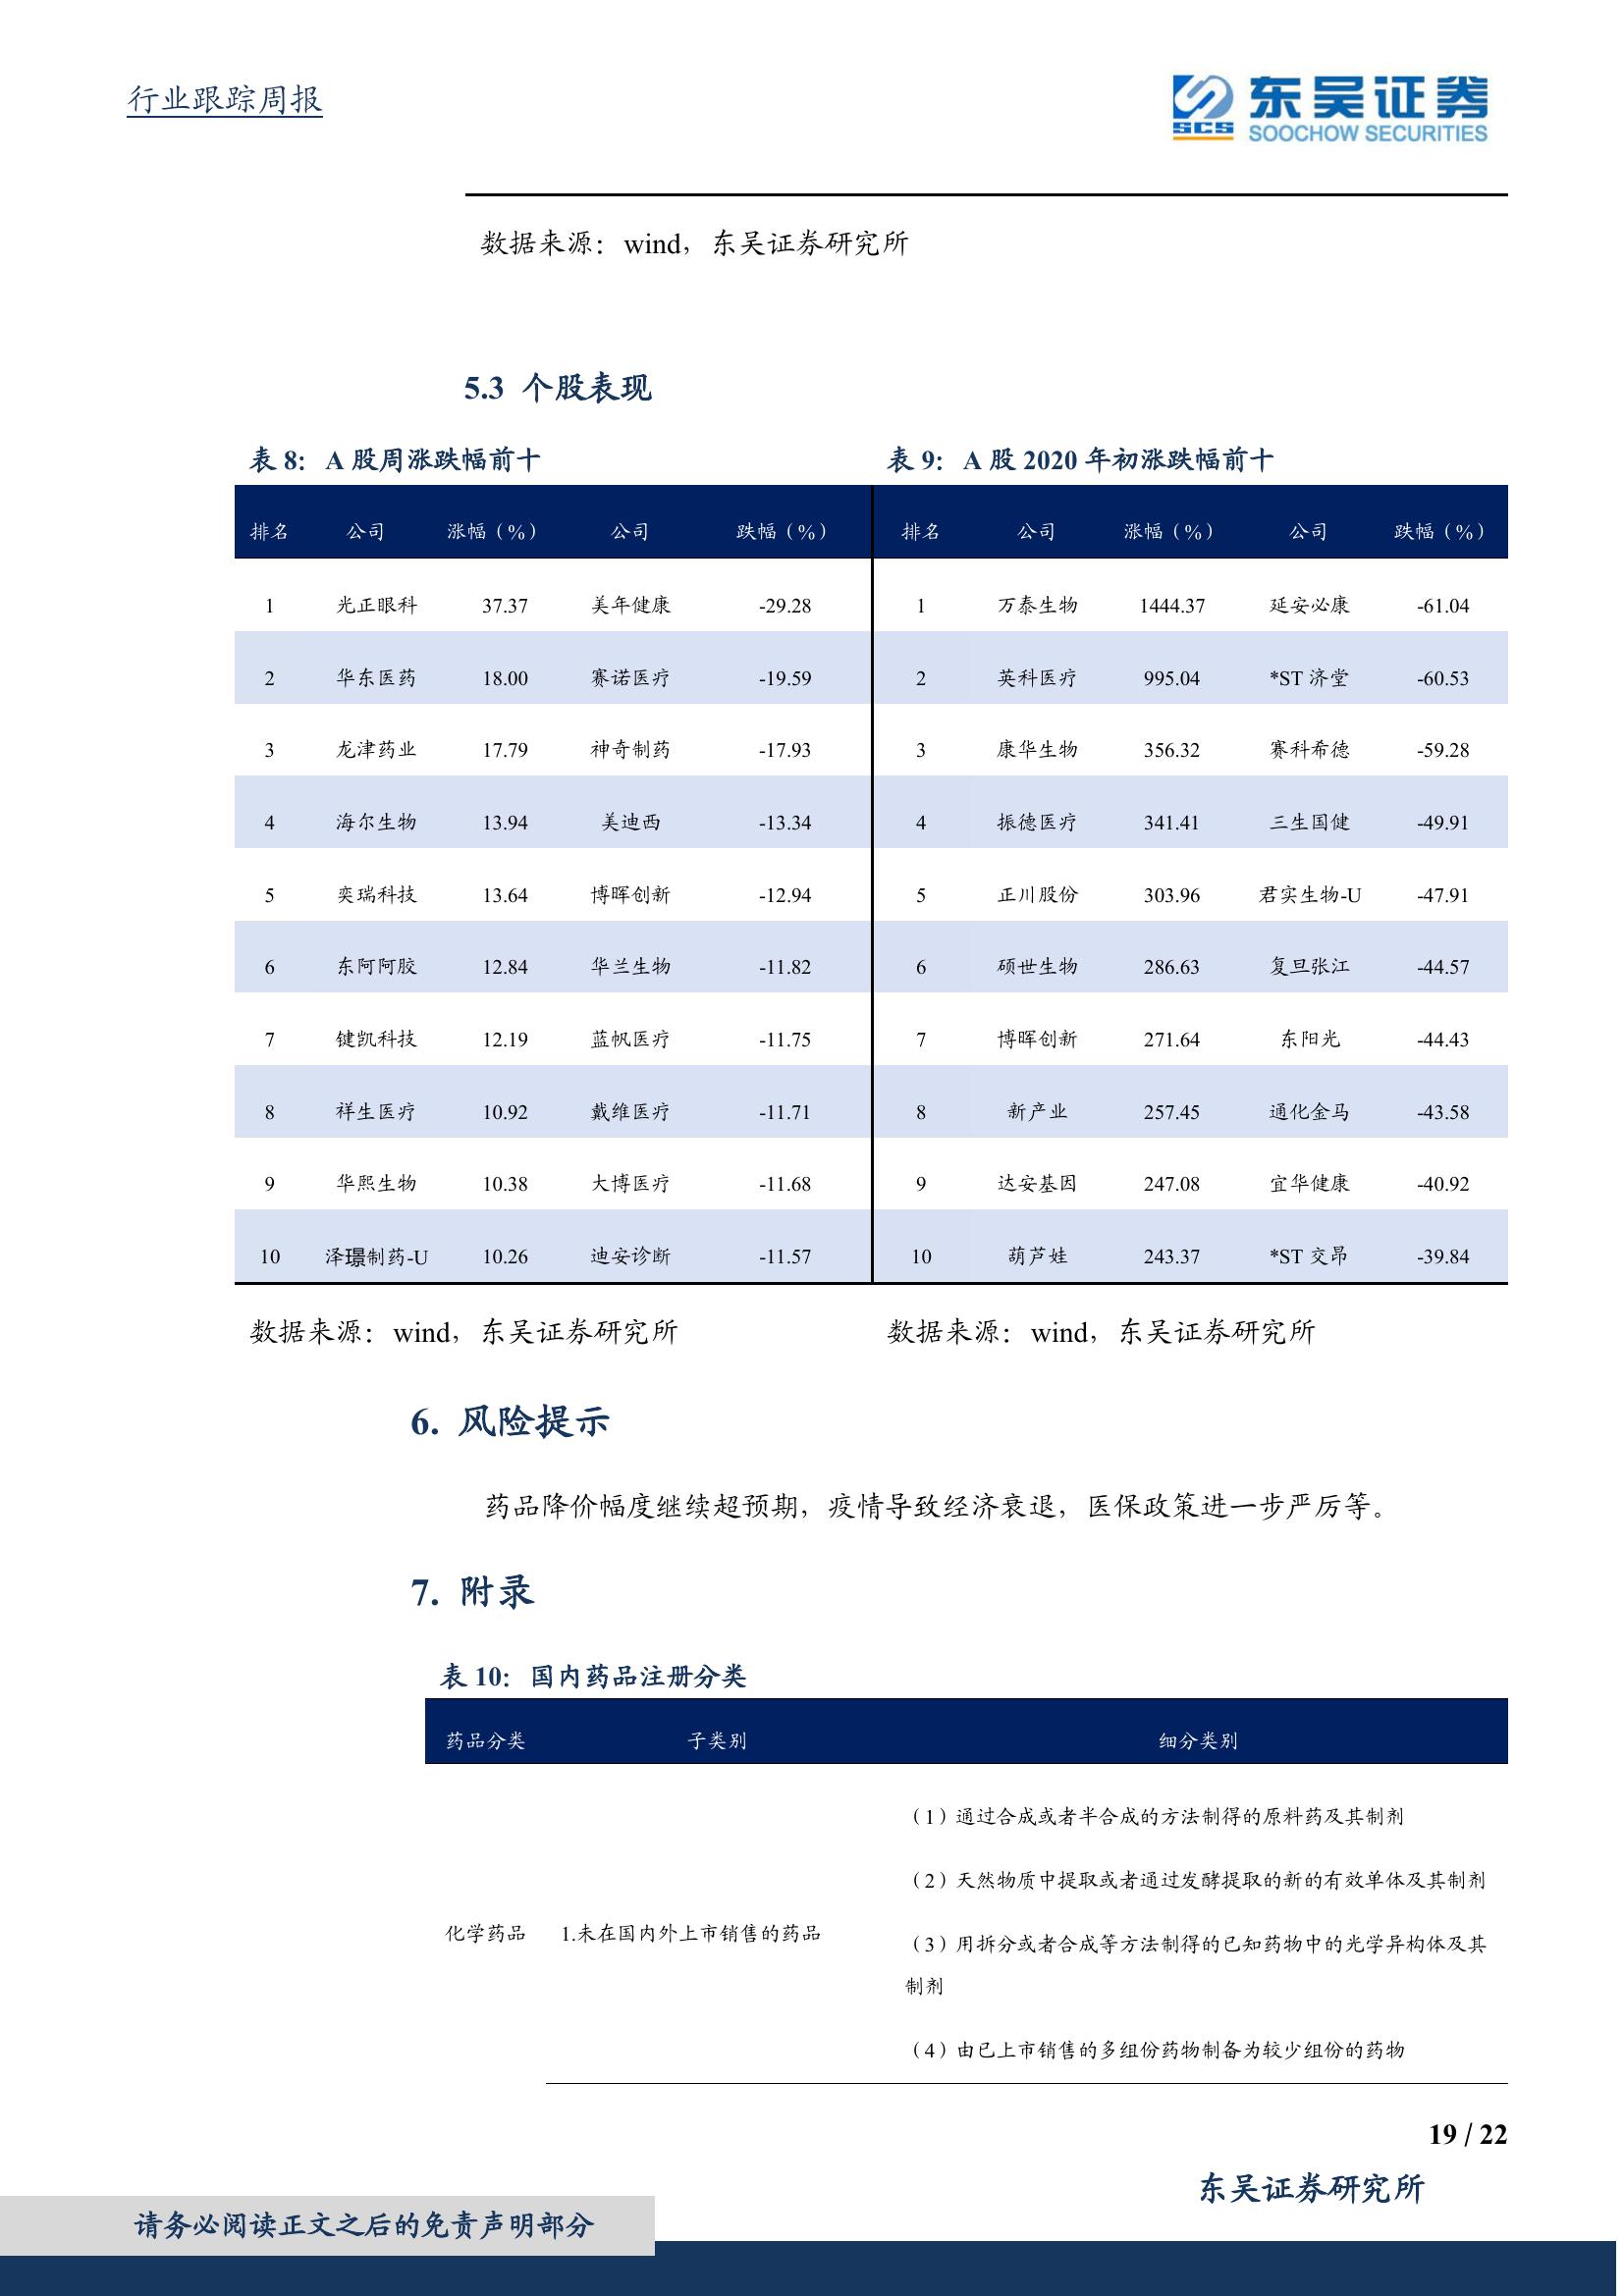 行业跟踪周报
SCS 东吴证券
SOOCHOW SECURITIES
数据来源：wind，东吴证券研究所
5.3 个股表现
表 8： A 股周涨跌幅前十
排名 公司 涨幅（%） 公司 跌幅（%）
1 光正眼科 37.37 美年健康 -29.28
2 华东医药 18.00 赛诺医疗 -19.59
3 龙津药业 17.79 神奇制药 -17.93
4 海尔生物 13.94 美迪西 -13.34
5 奕瑞科技 13.64 博晖创新 -12.94
6 东阿阿胶 12.84 华兰生物 -11.82
7 键凯科技 12.19 蓝帆医疗 -11.75
8 祥生医疗 10.92 戴维医疗 -11.71
9 华熙生物 10.38 大博医疗 -11.68
10 泽璟制药-U 10.26 迪安诊断 -11.57
数据来源：wind，东吴证券研究所
表 9： A 股 2020 年初涨跌幅前十
排名 公司 涨幅（%） 公司 跌幅（%）
1 万泰生物 1444.37 延安必康 -61.04
2 英科医疗 995.04 *ST 济堂 -60.53
3 康华生物 356.32 赛科希德 -59.28
4 振德医疗 341.41 三生国健 -49.91
5 正川股份 303.96 君实生物-U -47.91
6 硕世生物 286.63 复旦张江 -44.57
7 博晖创新 271.64 东阳光 -44.43
8 新产业 257.45 通化金马 -43.58
9 达安基因 247.08 宜华健康 -40.92
10 葫芦娃 243.37 *ST 交昂 -39.84
数据来源：wind，东吴证券研究所
6. 风险提示
药品降价幅度继续超预期，疫情导致经济衰退，医保政策进一步严厉等。
7. 附录
表 10： 国内药品注册分类
药品分类 子类别 细分类别
化学药品 1.未在国内外上市销售的药品
（1）通过合成或者半合成的方法制得的原料药及其制剂
（2）天然物质中提取或者通过发酵提取的新的有效单体及其制剂
（3）用拆分或者合成等方法制得的已知药物中的光学异构体及其
制剂
（4）由已上市销售的多组份药物制备为较少组份的药物
19 / 22
东吴证券研究所
请务必阅读正文之后的免责声明部分